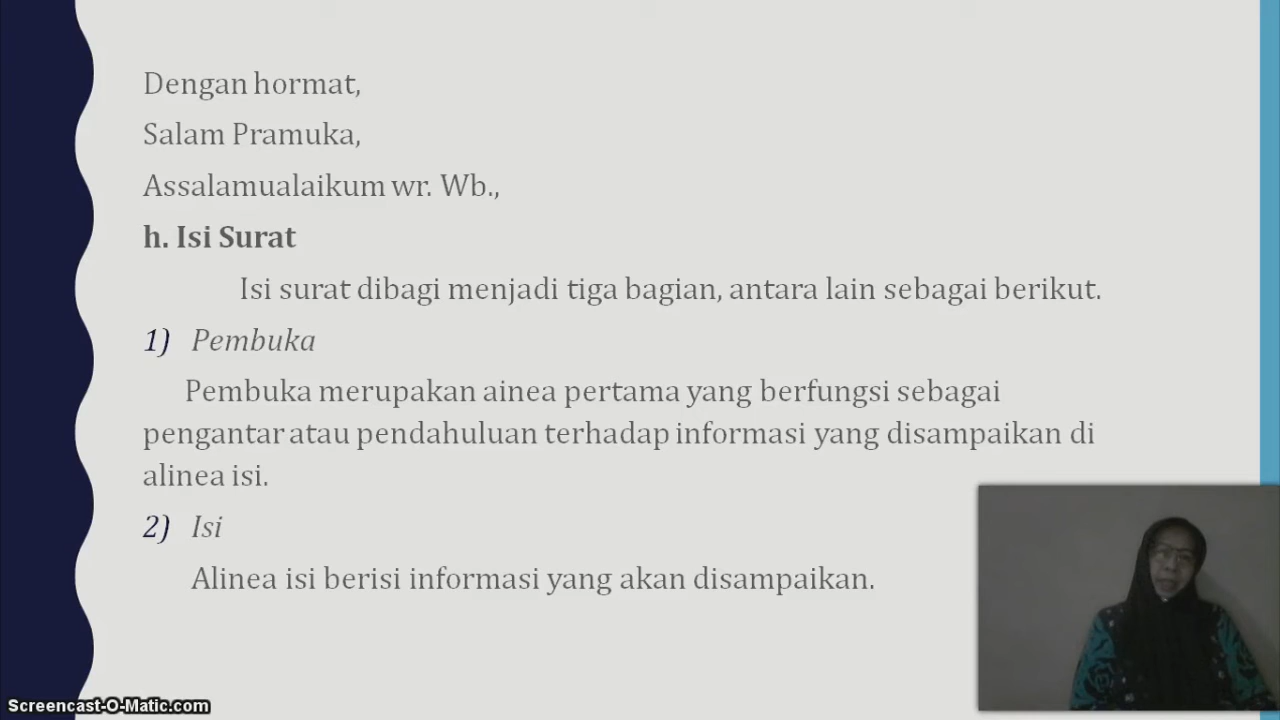 Dengan hormat,
Salam Pramuka,
Assalamualaikum wr. Wb.,
h. Isi Surat
Isi surat dibagi menjadi tiga bagian, antara lain sebagai berikut.
1) Pembuka
Pembuka merupakan ainea pertama yang berfungsi sebagai
pengantar atau pendahuluan terhadap informasi yang disampaikan di
alinea isi.
2) Isi
Alinea isi berisi informasi yang akan disampaikan.
Screencast-O-Matic.com